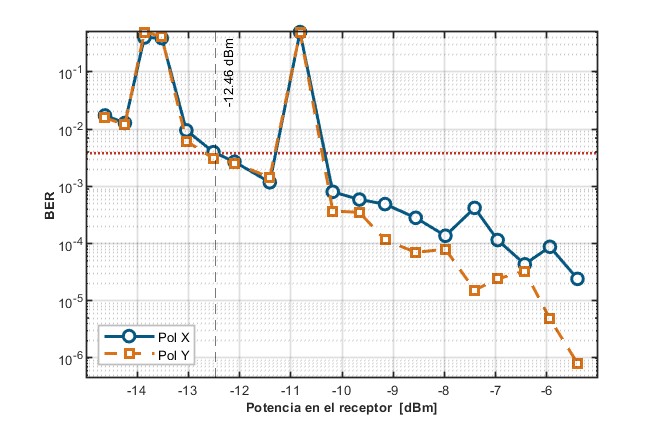 -12.46 dBm
10-1
10-2
10-3
10-4
10-5
10-6
BER
Pol X
Pol Y
-14 -13 -12 -11 -10 -9 -8 -7 -6
Potencia en el receptor [dBm]